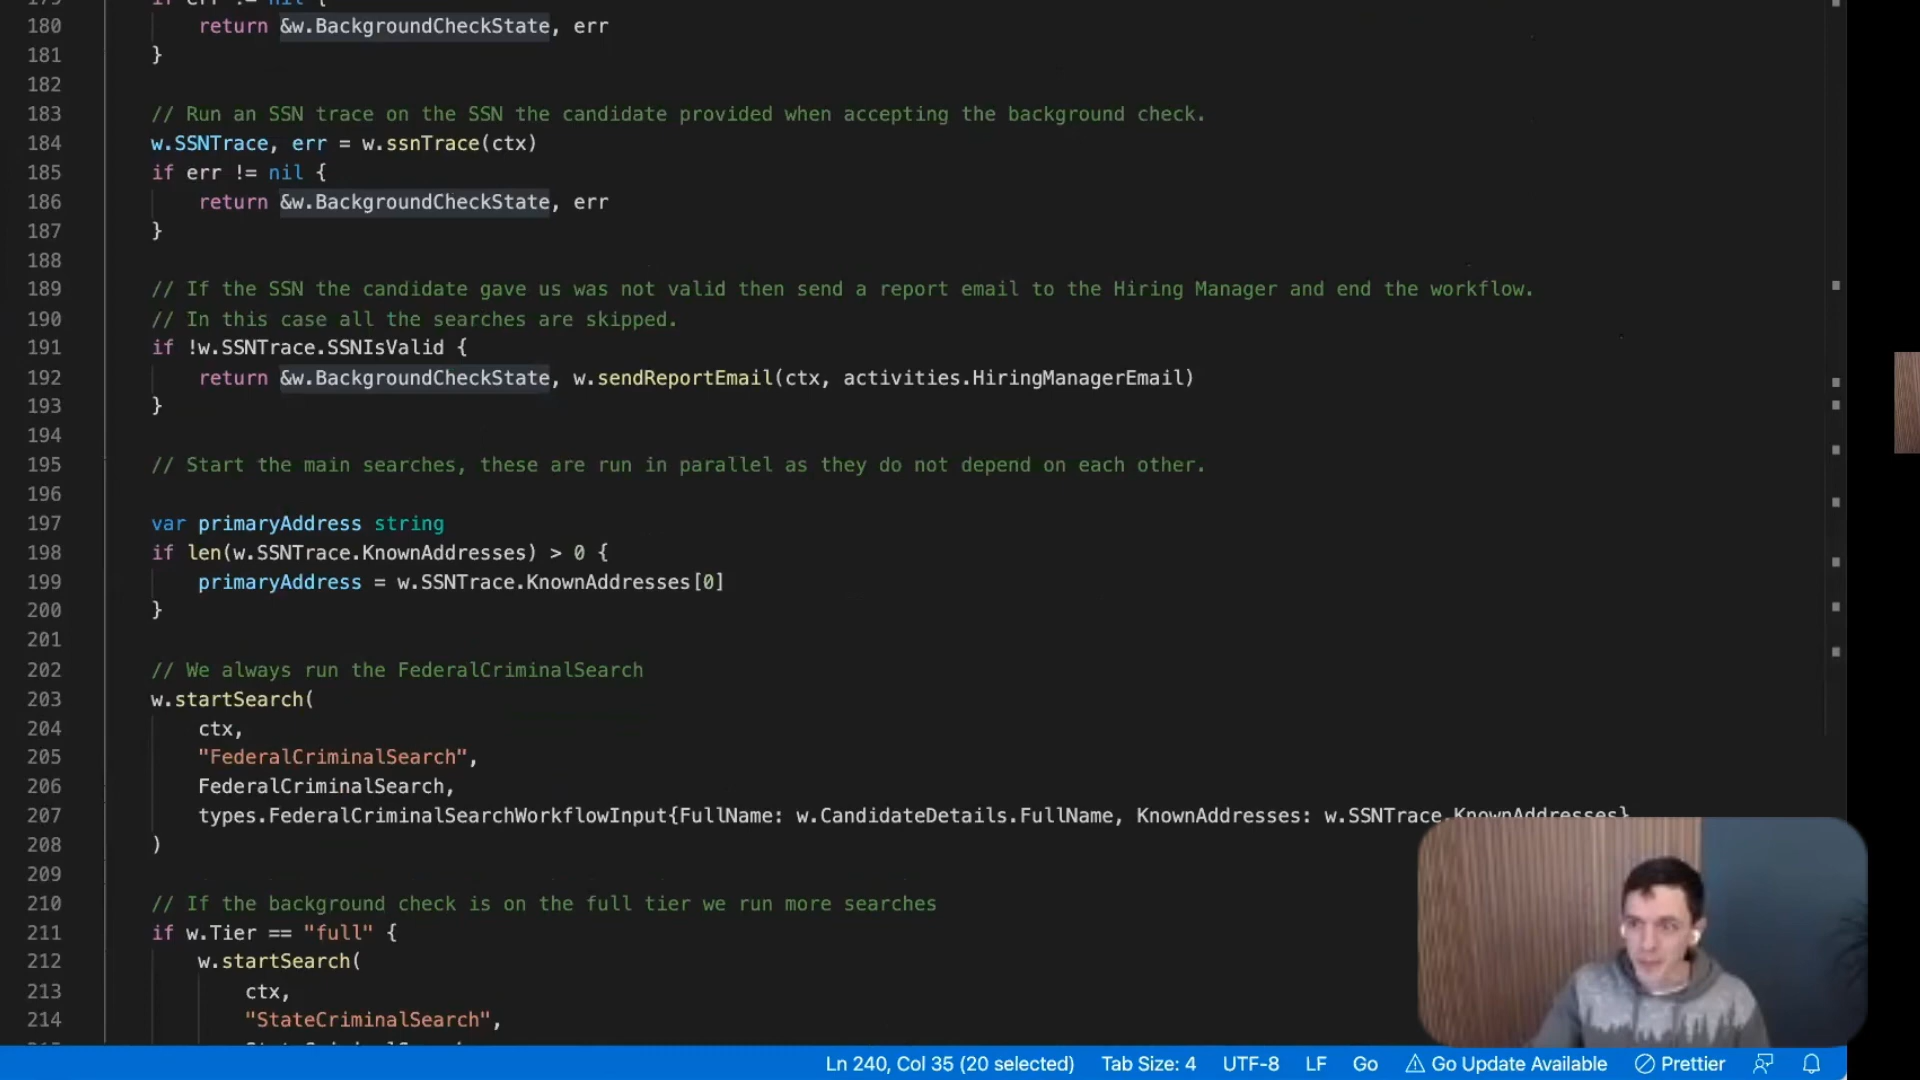 179 if err != nil {
180 return &w.BackgroundCheckState, err
181 }
182
183 // Run an SSN trace on the SSN the candidate provided when accepting the background check.
184 w.SSNTrace, err = w.ssnTrace(ctx)
185 if err != nil {
186 return &w.BackgroundCheckState, err
187 }
188
189 // If the SSN the candidate gave us was not valid then send a report email to the Hiring Manager and end the workflow.
190 // In this case all the searches are skipped.
191 if !w.SSNTrace.SSNIsValid {
192 return &w.BackgroundCheckState, w.sendReportEmail(ctx, activities.HiringManagerEmail)
193 }
194
195 // Start the main searches, these are run in parallel as they do not depend on each other.
196
197 var primaryAddress string
198 if len(w.SSNTrace.KnownAddresses) > 0 {
199 primaryAddress = w.SSNTrace.KnownAddresses[0]
200 }
201
202 // We always run the FederalCriminalSearch
203 w.startSearch(
204 ctx,
205 "FederalCriminalSearch",
206 FederalCriminalSearch,
207 types.FederalCriminalSearchWorkflowInput{FullName: w.CandidateDetails.FullName, KnownAddresses: w.SSNTrace.KnownAddresses}
208 )
209
210 // If the background check is on the full tier we run more searches
211 if w.Tier == "full" {
212 w.startSearch(
213 ctx,
214 "StateCriminalSearch",
Ln 240, Col 35 (20 selected) Tab Size: 4 UTF-8 LF Go Go Update Available Prettier